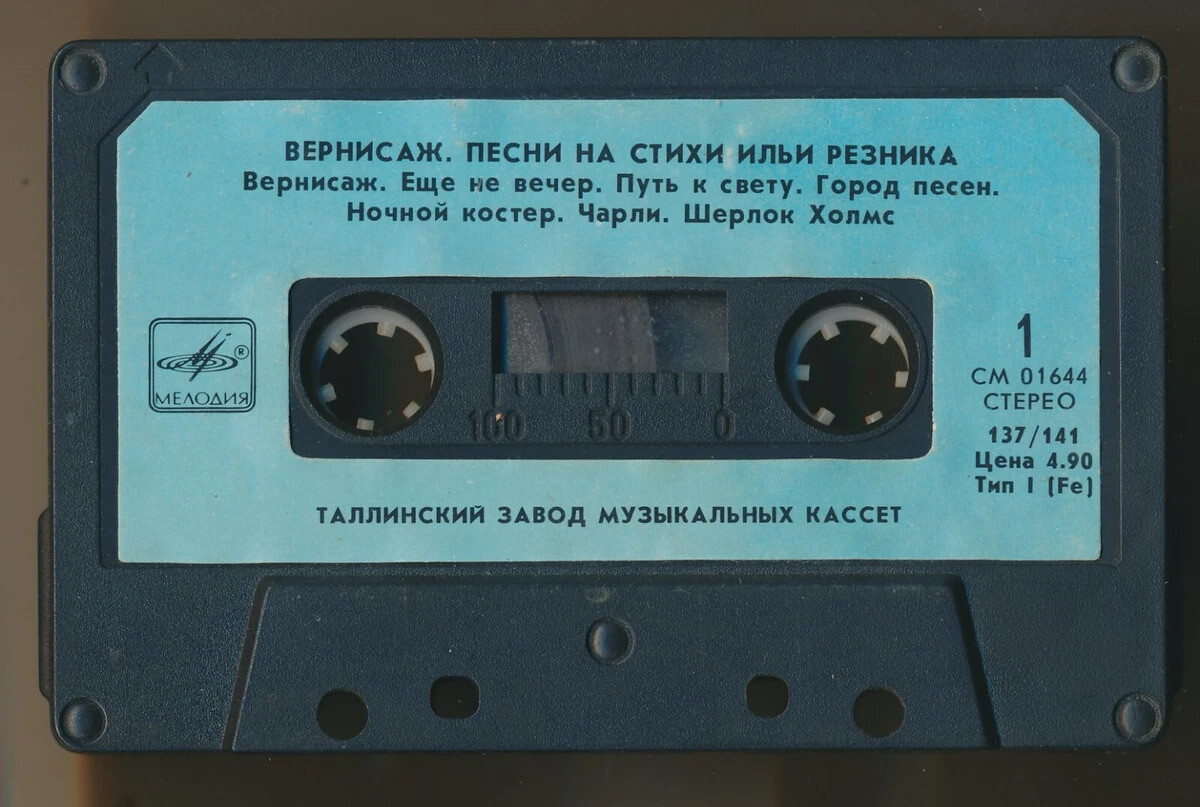 ВЕРНИСАЖ. ПЕСНИ НА СТИХИ ИЛЬИ РЕЗНИКА
Вернисаж. Еще не вечер. Путь к свету. Город песен.
Ночной костер. Чарли. Шерлок Холмс
® 
МЕЛОДИЯ
100 50 0
1
СМ 01644
СТЕРЕО
137/141
Цена 4.90
Тип I (Fe)
ТАЛЛИНСКИЙ ЗАВОД МУЗЫКАЛЬНЫХ КАССЕТ